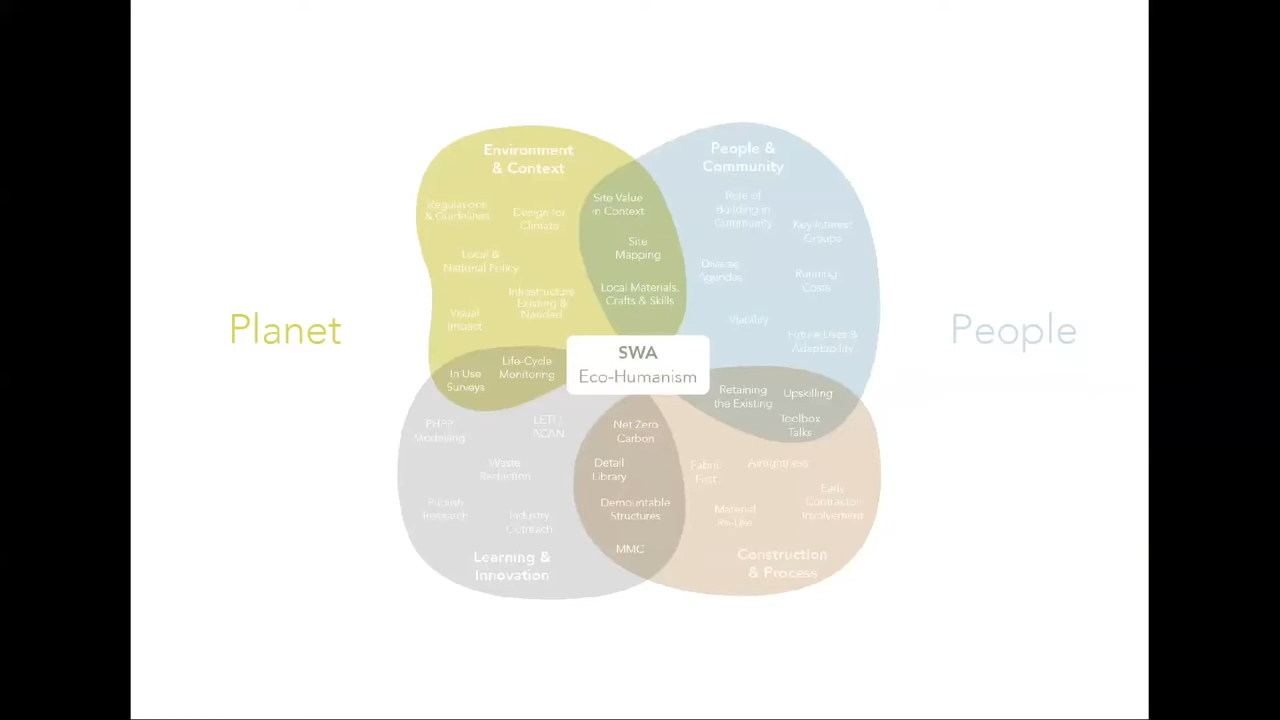 Planet
People
Environment
& Context
Regulations
& Guidelines
Design for
Climate
Local &
National Policy
Infrastructure
Existing &
Needed
Visual
Impact
Site Value
in Context
Site
Mapping
Local Materials,
Crafts & Skills
People &
Community
Role of
Building in
Community
Key Interest
Groups
Diverse
Agendas
Running
Costs
Viability
Future Uses &
Adaptability
SWA
Eco-Humanism
Life-Cycle
Monitoring
In Use
Surveys
Retaining
the Existing
Upskilling
Toolbox
Talks
PHPP
Modelling
LETI /
ACAN
Waste
Reduction
Publish
Research
Industry
Outreach
Learning &
Innovation
Net Zero
Carbon
Detail
Library
Demountable
Structures
MMC
Fabric
First
Airtightness
Material
Re-Use
Early
Contractor
Involvement
Construction
& Process